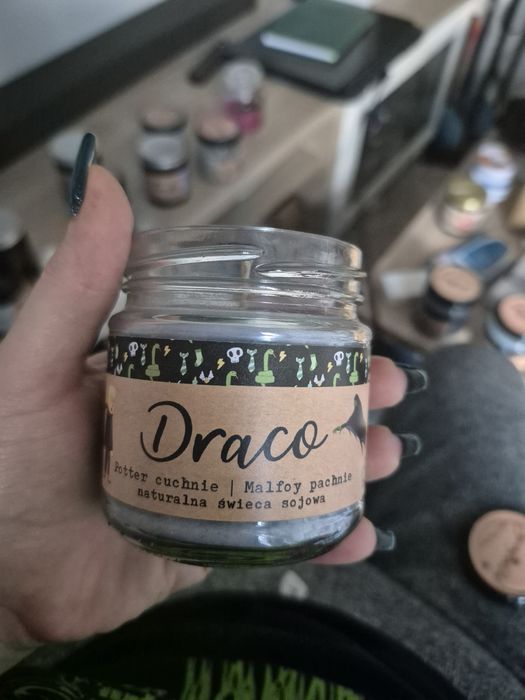 Draco
Potter cuchnie | Malfoy pachnie
naturalna świeca sojowa